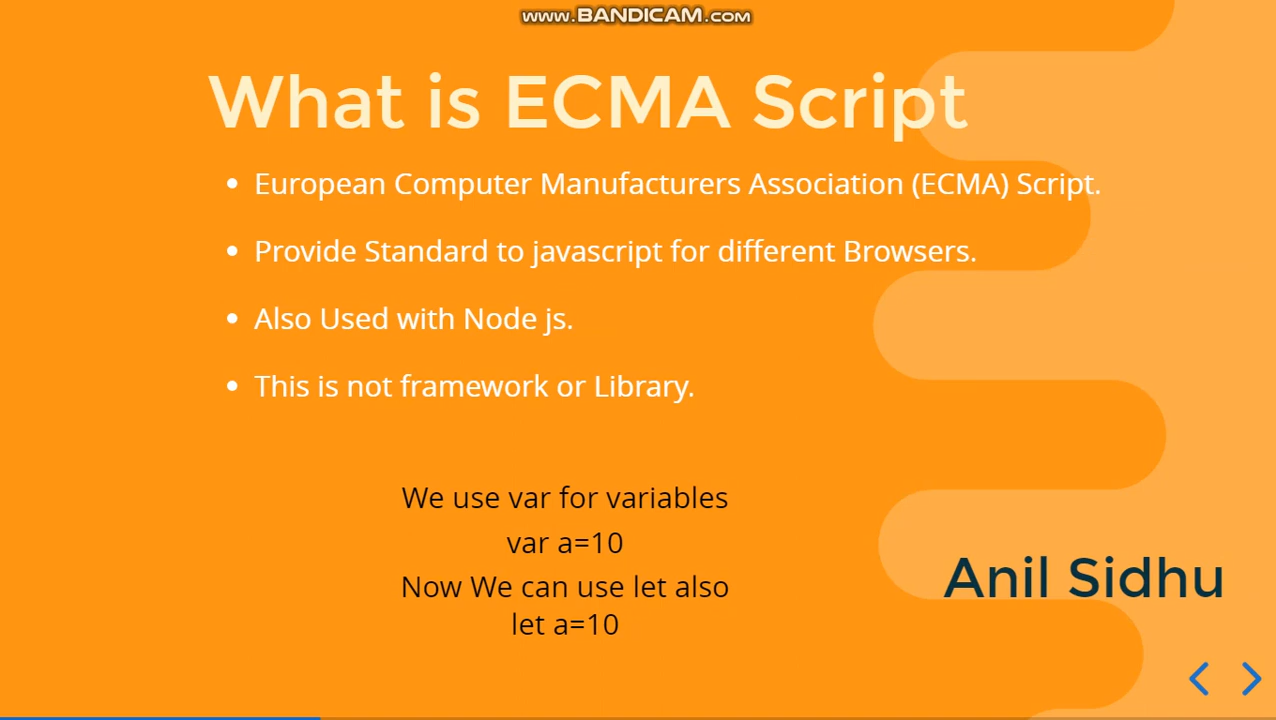 www.BANDICAM.com
What is ECMA Script
• European Computer Manufacturers Association (ECMA) Script.
• Provide Standard to javascript for different Browsers.
• Also Used with Node js.
• This is not framework or Library.
We use var for variables
var a=10
Now We can use let also
let a=10
Anil Sidhu